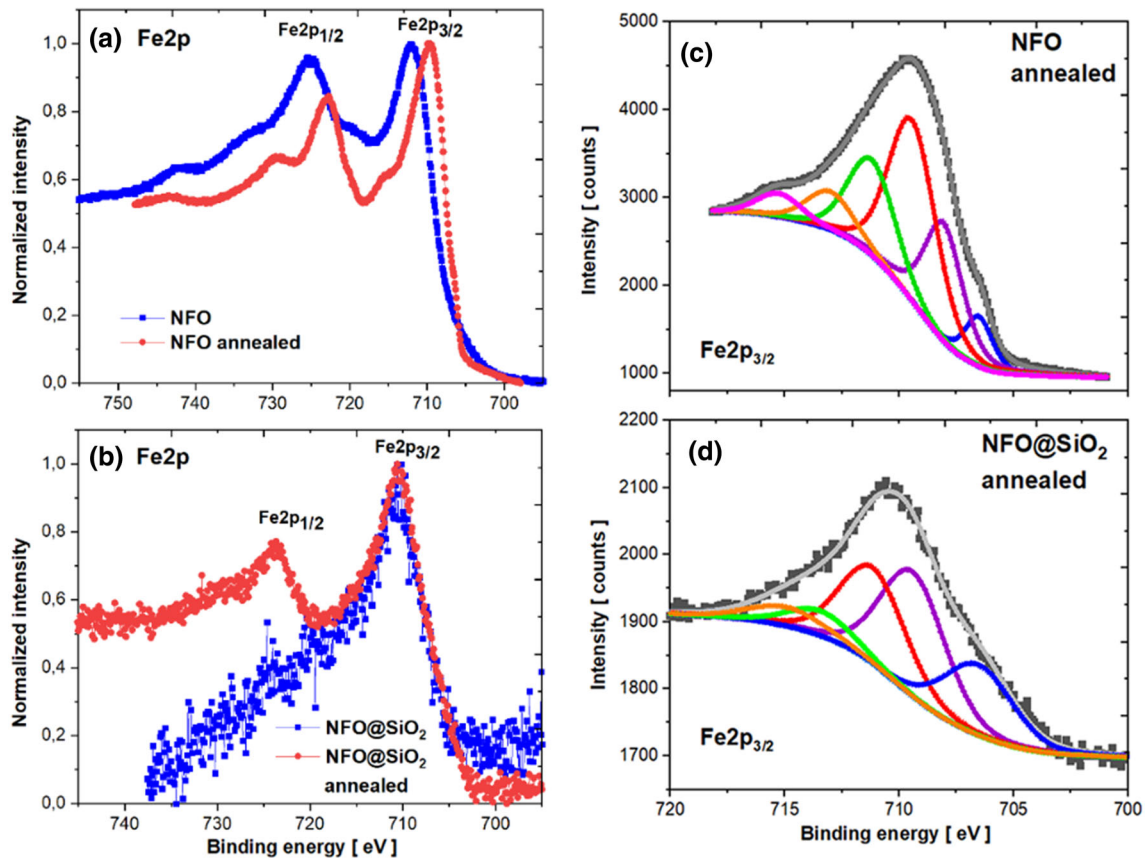 (a)
Fe2p
Fe2p1/2
Fe2p3/2
Normalized intensity
1,0
0,8
0,6
0,4
0,2
0,0
NFO
NFO annealed
750 740 730 720 710 700
(b)
Fe2p
Fe2p3/2
Fe2p1/2
Normalized intensity
1,0
0,8
0,6
0,4
0,2
0,0
NFO@SiO2
NFO@SiO2
annealed
740 730 720 710 700
Binding energy [ eV ]
(c)
NFO
annealed
Intensity [ counts ]
5000
4000
3000
2000
1000
Fe2p3/2
(d)
NFO@SiO2
annealed
Intensity [ counts ]
2200
2100
2000
1900
1800
1700
Fe2p3/2
720 715 710 705 700
Binding energy [ eV ]